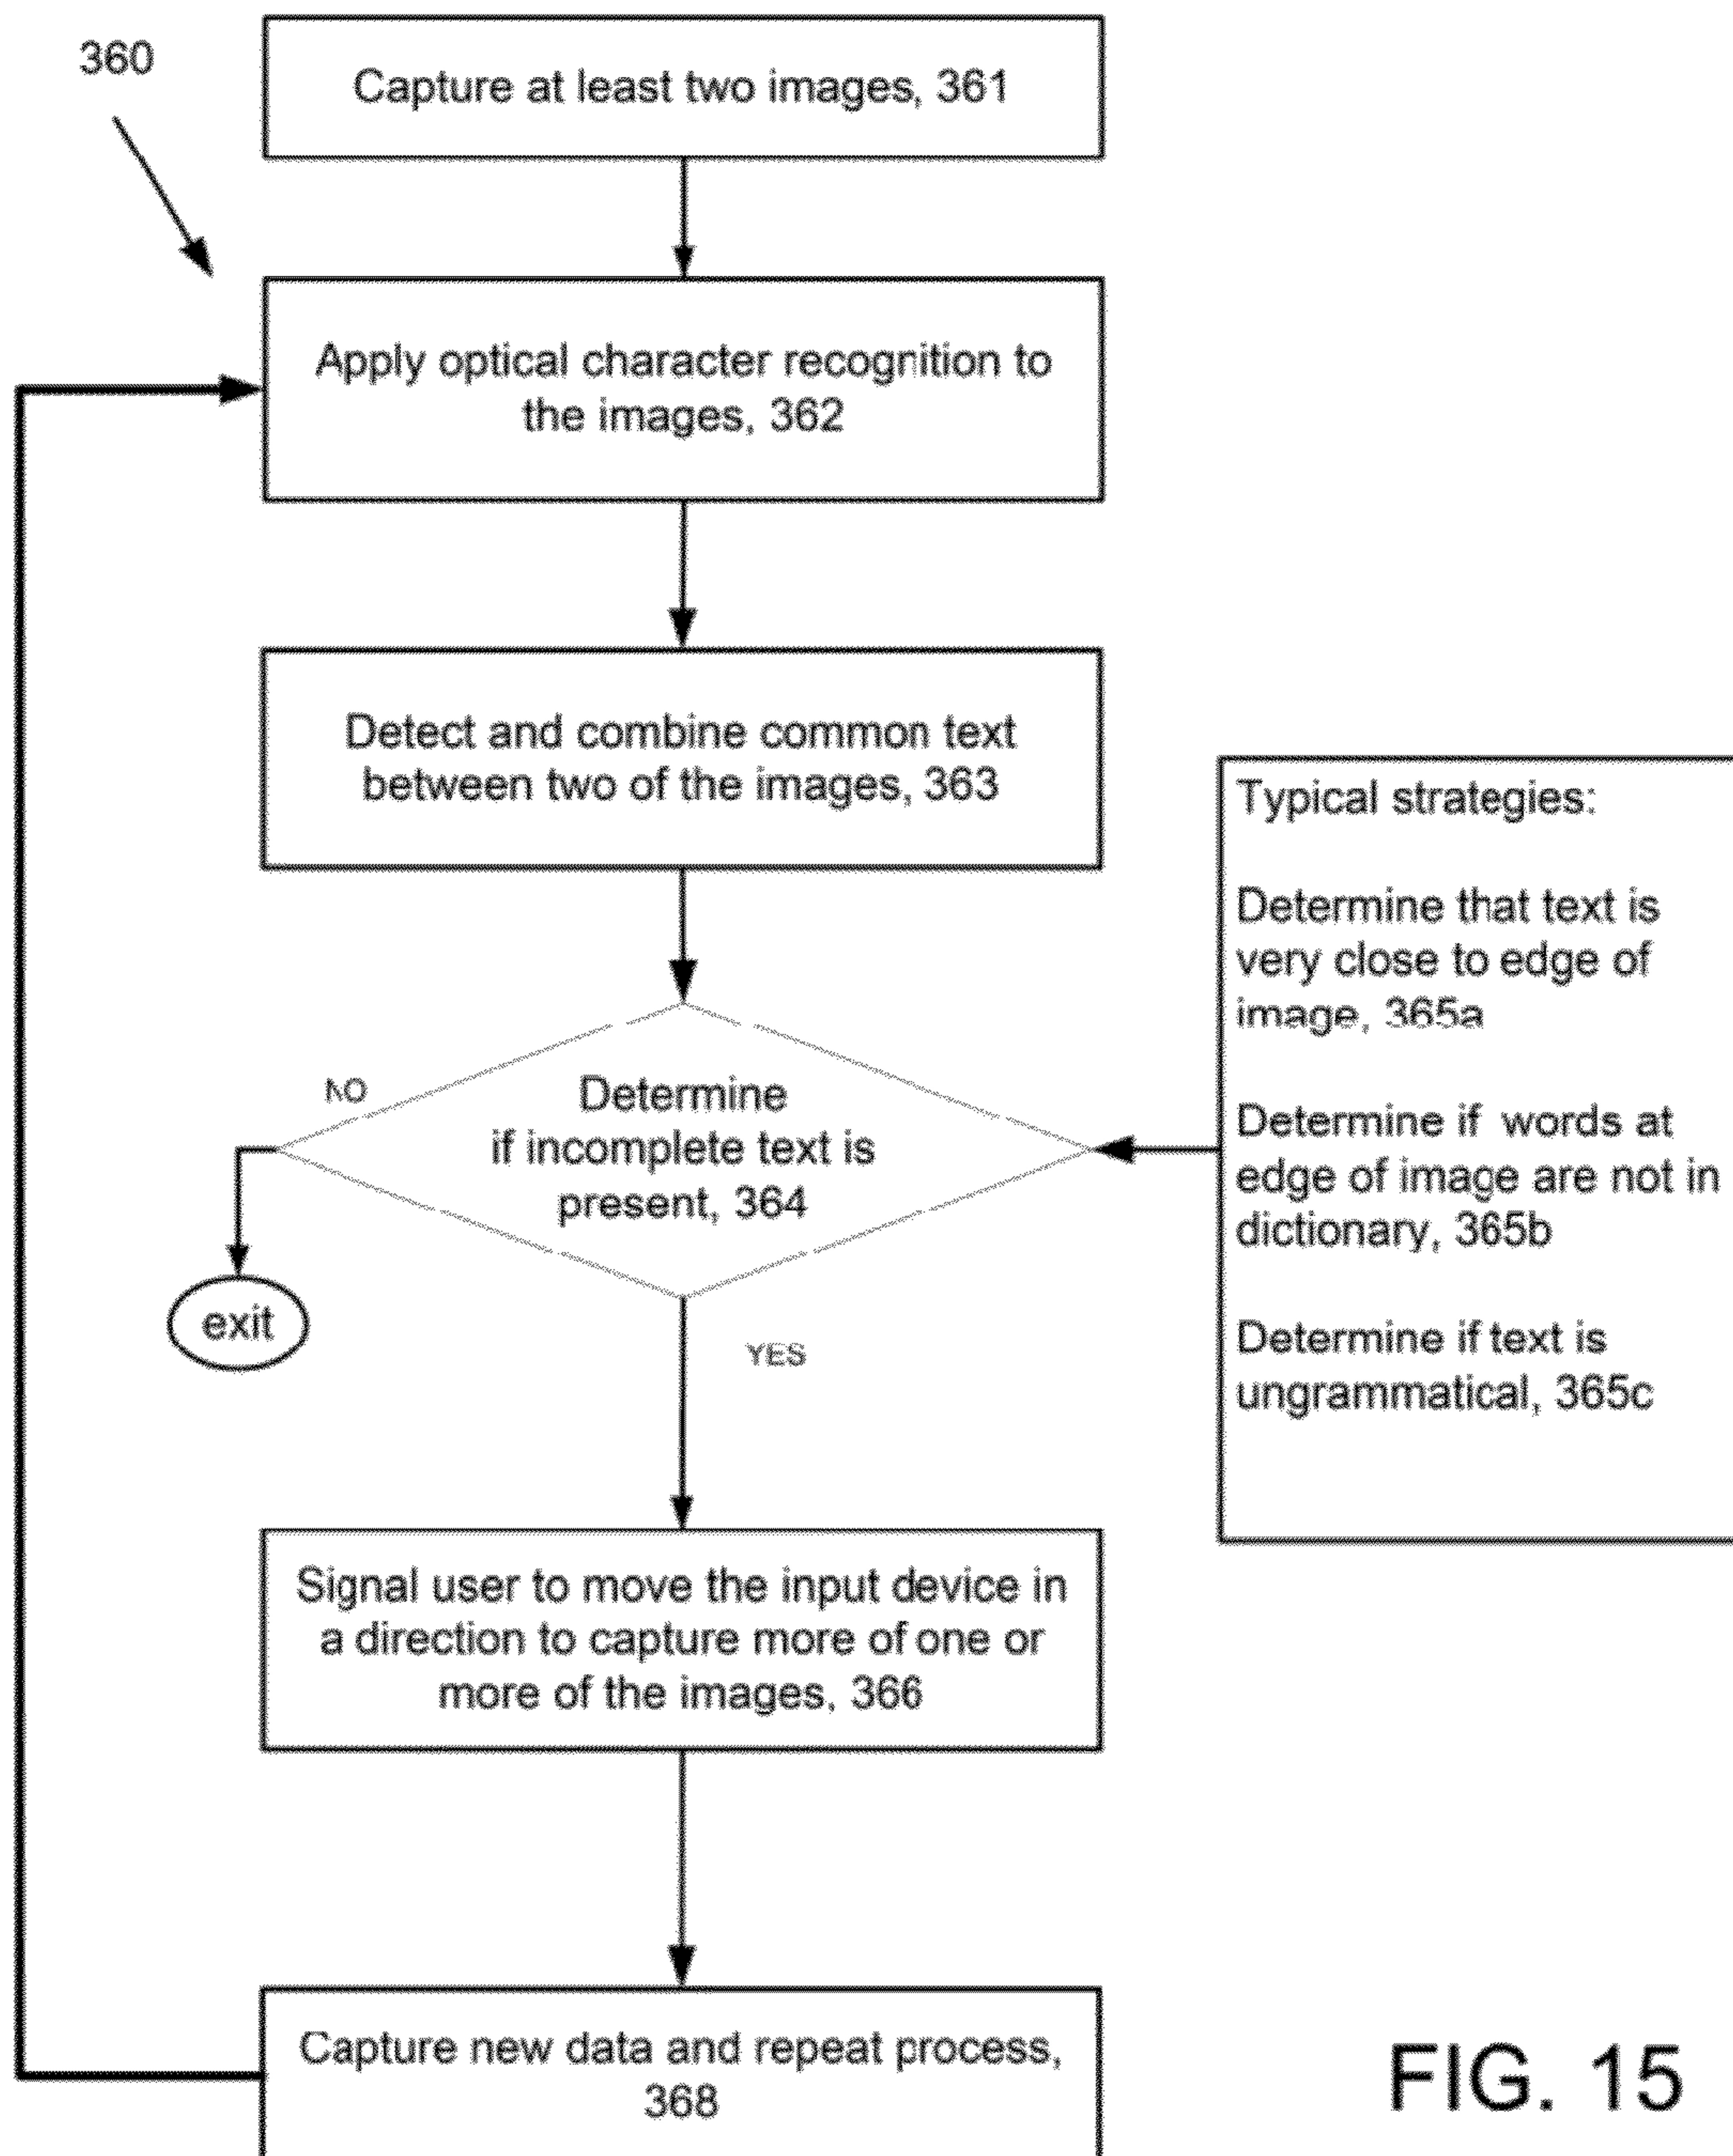 360
Capture at least two images, 361
Apply optical character recognition to
the images, 362
Detect and combine common text
between two of the images, 363
Typical strategies:
Determine that text is
very close to edge of
image, 365a
Determine if words at
edge of image are not in
dictionary, 365b
Determine if text is
ungrammatical, 365c
NO
Determine
if incomplete text is
present, 364
exit
YES
Signal user to move the input device in
a direction to capture more of one or
more of the images, 366
Capture new data and repeat process,
368
FIG. 15